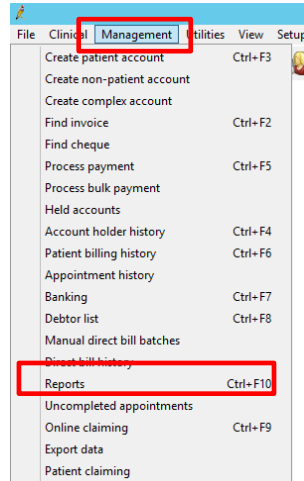 File Clinical Management Utilities View Setup
Create patient account Ctrl+F3
Create non-patient account
Create complex account
Find invoice Ctrl+F2
Find cheque
Process payment Ctrl+F5
Process bulk payment
Held accounts
Account holder history Ctrl+F4
Patient billing history Ctrl+F6
Appointment history
Banking Ctrl+F7
Debtor list Ctrl+F8
Manual direct bill batches
Direct bill history
Reports Ctrl+F10
Uncompleted appointments
Online claiming Ctrl+F9
Export data
Patient claiming